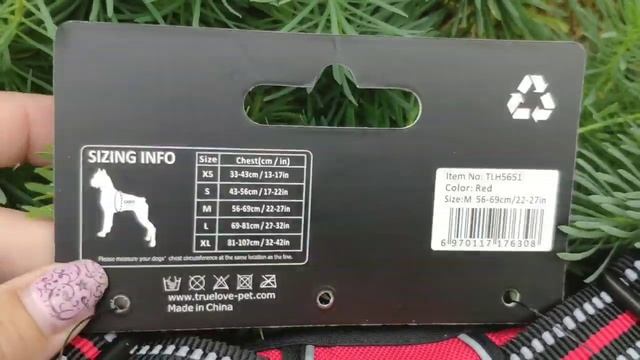 SIZING INFO
Size Chest(cm / in)
XS 33-43cm / 13-17in
S 43-56cm / 17-22in
M 56-69cm / 22-27in
L 69-81cm / 27-32in
XL 81-107cm / 32-42in
Please measure your dogs' chest circumference at the same location as the line.
www.truelove-pet.com
Made in China
Item No: TLH5651
Color: Red
Size:M 56-69cm/22-27in
6 970117 176308